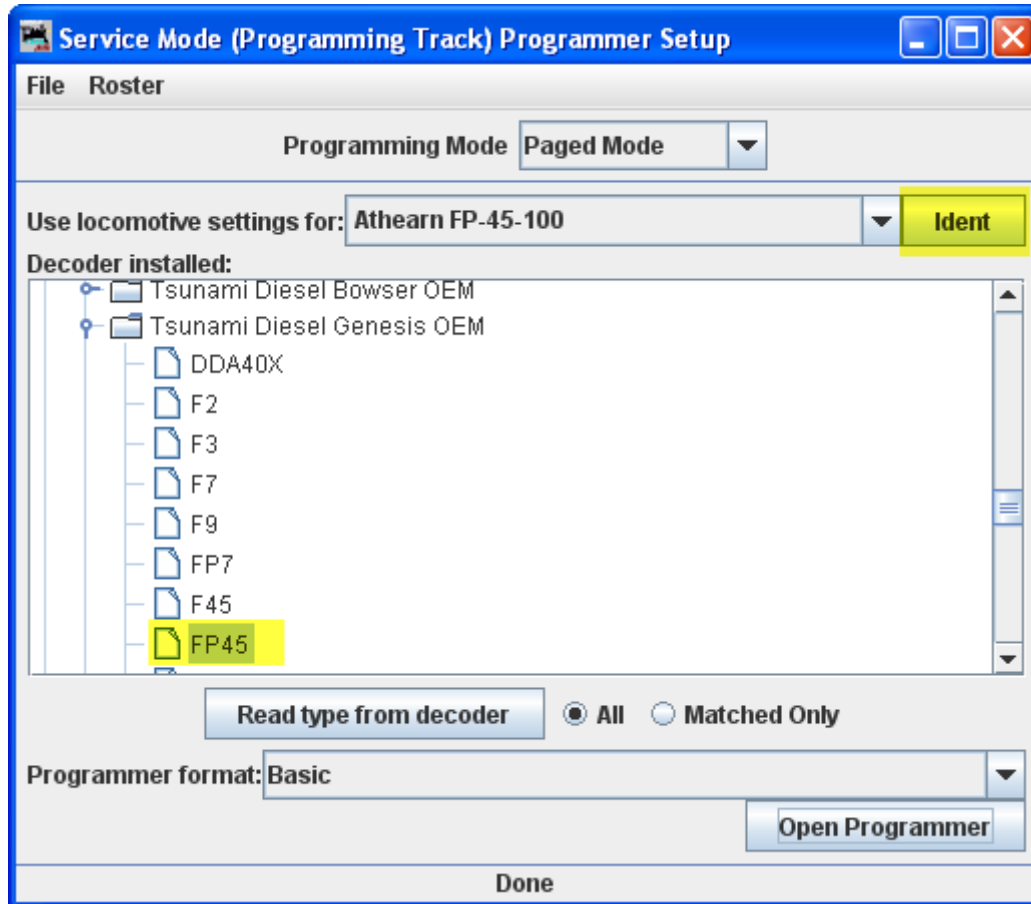 Service Mode (Programming Track) Programmer Setup
File Roster
Programming Mode Paged Mode
Use locomotive settings for: Athearn FP-45-100 Ident
Decoder installed:
Tsunami Diesel Bowser OEM
Tsunami Diesel Genesis OEM
DDA40X
F2
F3
F7
F9
FP7
F45
FP45
Read type from decoder All Matched Only
Programmer format: Basic
Open Programmer
Done